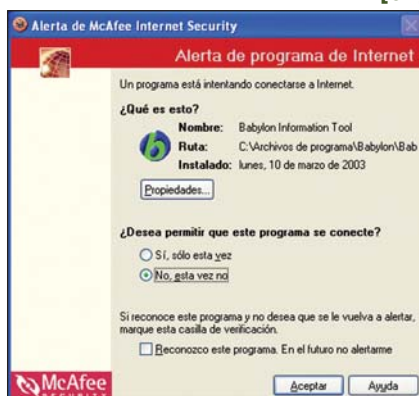 Alerta de McAfee Internet Security
Alerta de programa de Internet
Un programa está intentando conectarse a Internet.
¿Qué es esto?
Nombre: Babylon Information Tool
Ruta: C:\Archivos de programa\Babylon\Bab
Instalado: lunes, 10 de marzo de 2003
Propiedades...
¿Desea permitir que este programa se conecte?
Sí, sólo esta vez
No, esta vez no
Si reconoce este programa y no desea que se le vuelva a alertar,
marque esta casilla de verificación.
Reconozco este programa. En el futuro no alertarme
McAfee
SECURITY
Aceptar Ayuda